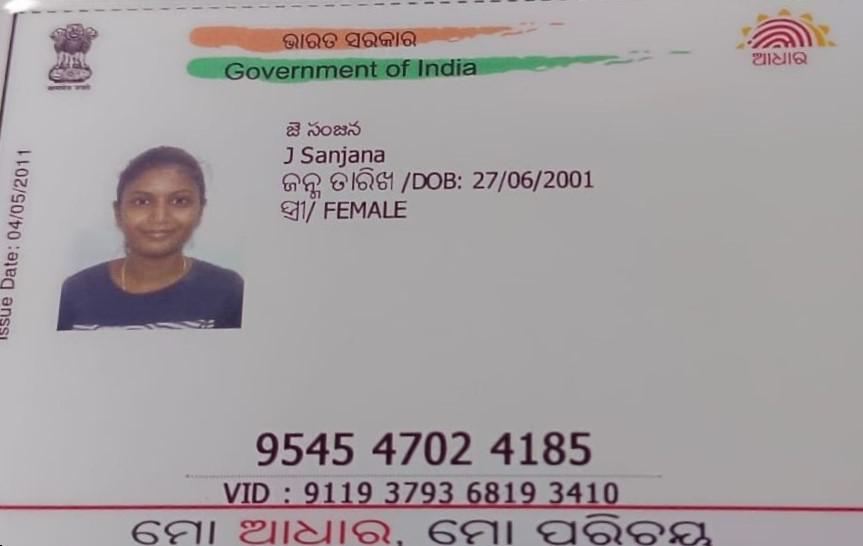 ଭାରତ ସରକାର
Government of India
ଆଧାର
Issue Date: 04/05/2011
ଜୈ ସଂଜନ
J Sanjana
ଜନ୍ମ ତାରିଖ /DOB: 27/06/2001
ସ୍ତ୍ରୀ/ FEMALE
9545 4702 4185
VID : 9119 3793 6819 3410
ମୋ ଆଧାର, ମୋ ପରିଚୟ